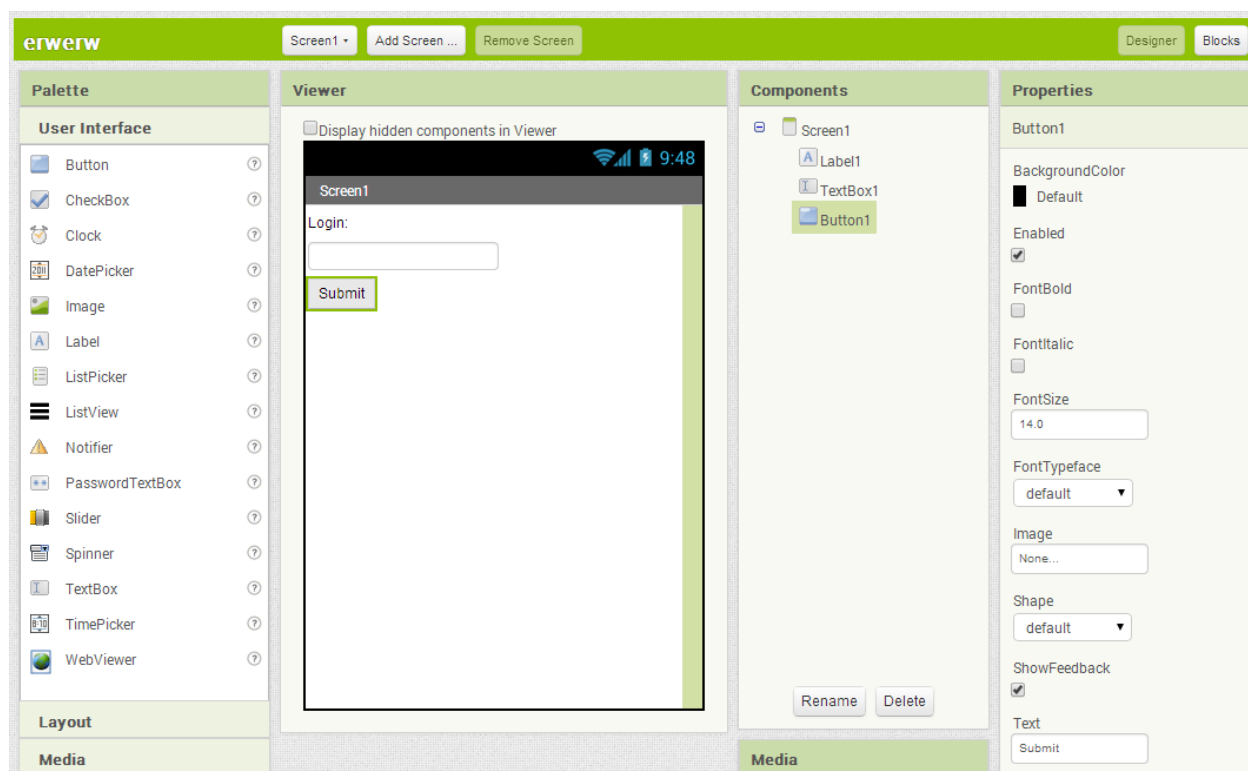 erwerw
Screen1
Add Screen ...
Remove Screen
Designer
Blocks
Palette
User Interface
Button
CheckBox
Clock
DatePicker
Image
Label
ListPicker
ListView
Notifier
PasswordTextBox
Slider
Spinner
TextBox
TimePicker
WebViewer
Layout
Media
Viewer
Display hidden components in Viewer
9:48
Screen1
Login:
Submit
Components
Screen1
Label1
TextBox1
Button1
Rename
Delete
Media
Properties
Button1
BackgroundColor
Default
Enabled
FontBold
FontItalic
FontSize
14.0
FontTypeface
default
Image
None...
Shape
default
ShowFeedback
Text
Submit